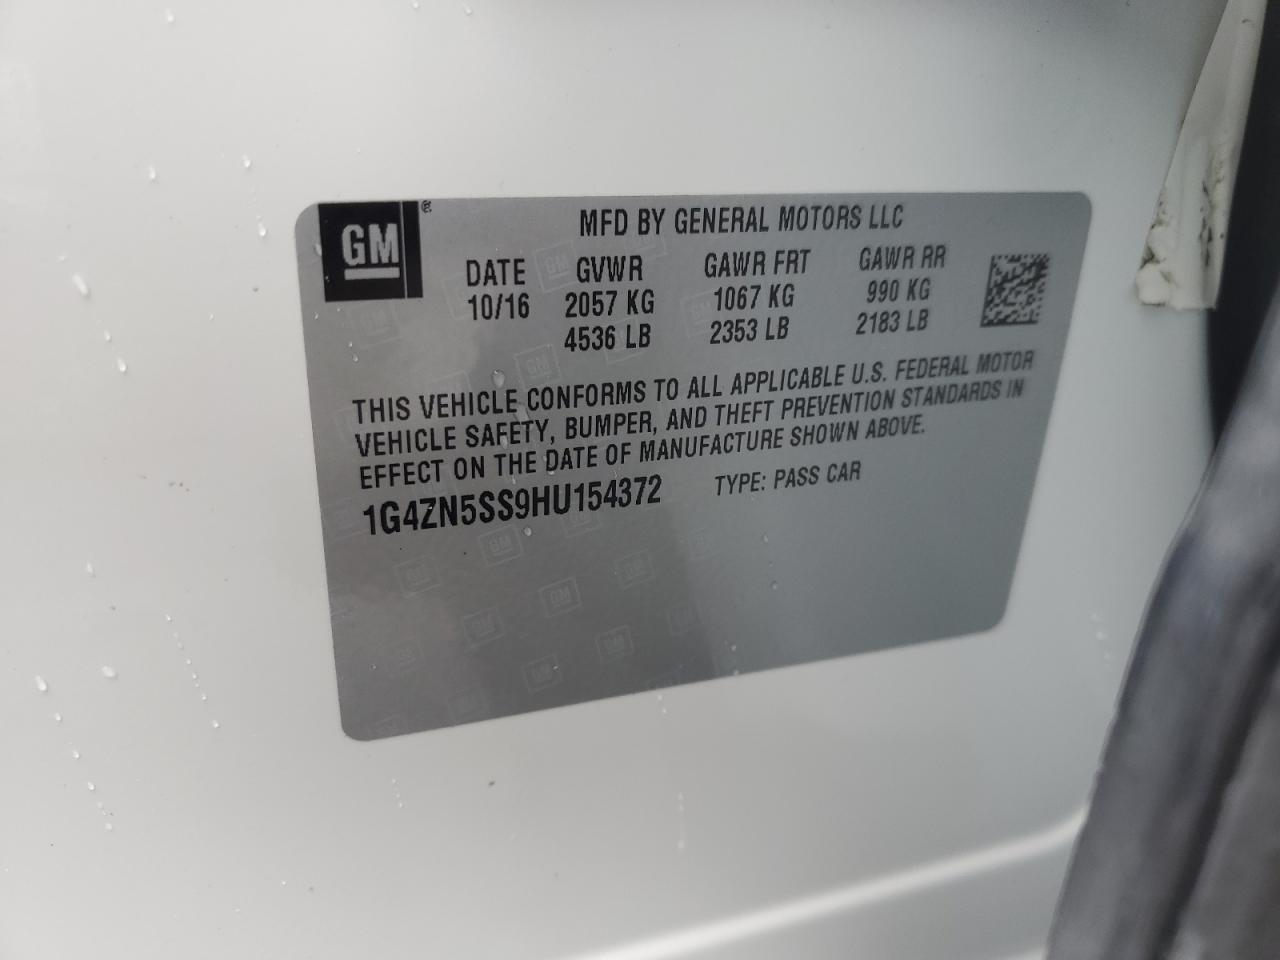 GM®
MFD BY GENERAL MOTORS LLC
DATE GVWR GAWR FRT GAWR RR
10/16 2057 KG 1067 KG 990 KG
4536 LB 2353 LB 2183 LB
THIS VEHICLE CONFORMS TO ALL APPLICABLE U.S. FEDERAL MOTOR
VEHICLE SAFETY, BUMPER, AND THEFT PREVENTION STANDARDS IN
EFFECT ON THE DATE OF MANUFACTURE SHOWN ABOVE.
1G4ZN5SS9HU154372 TYPE: PASS CAR